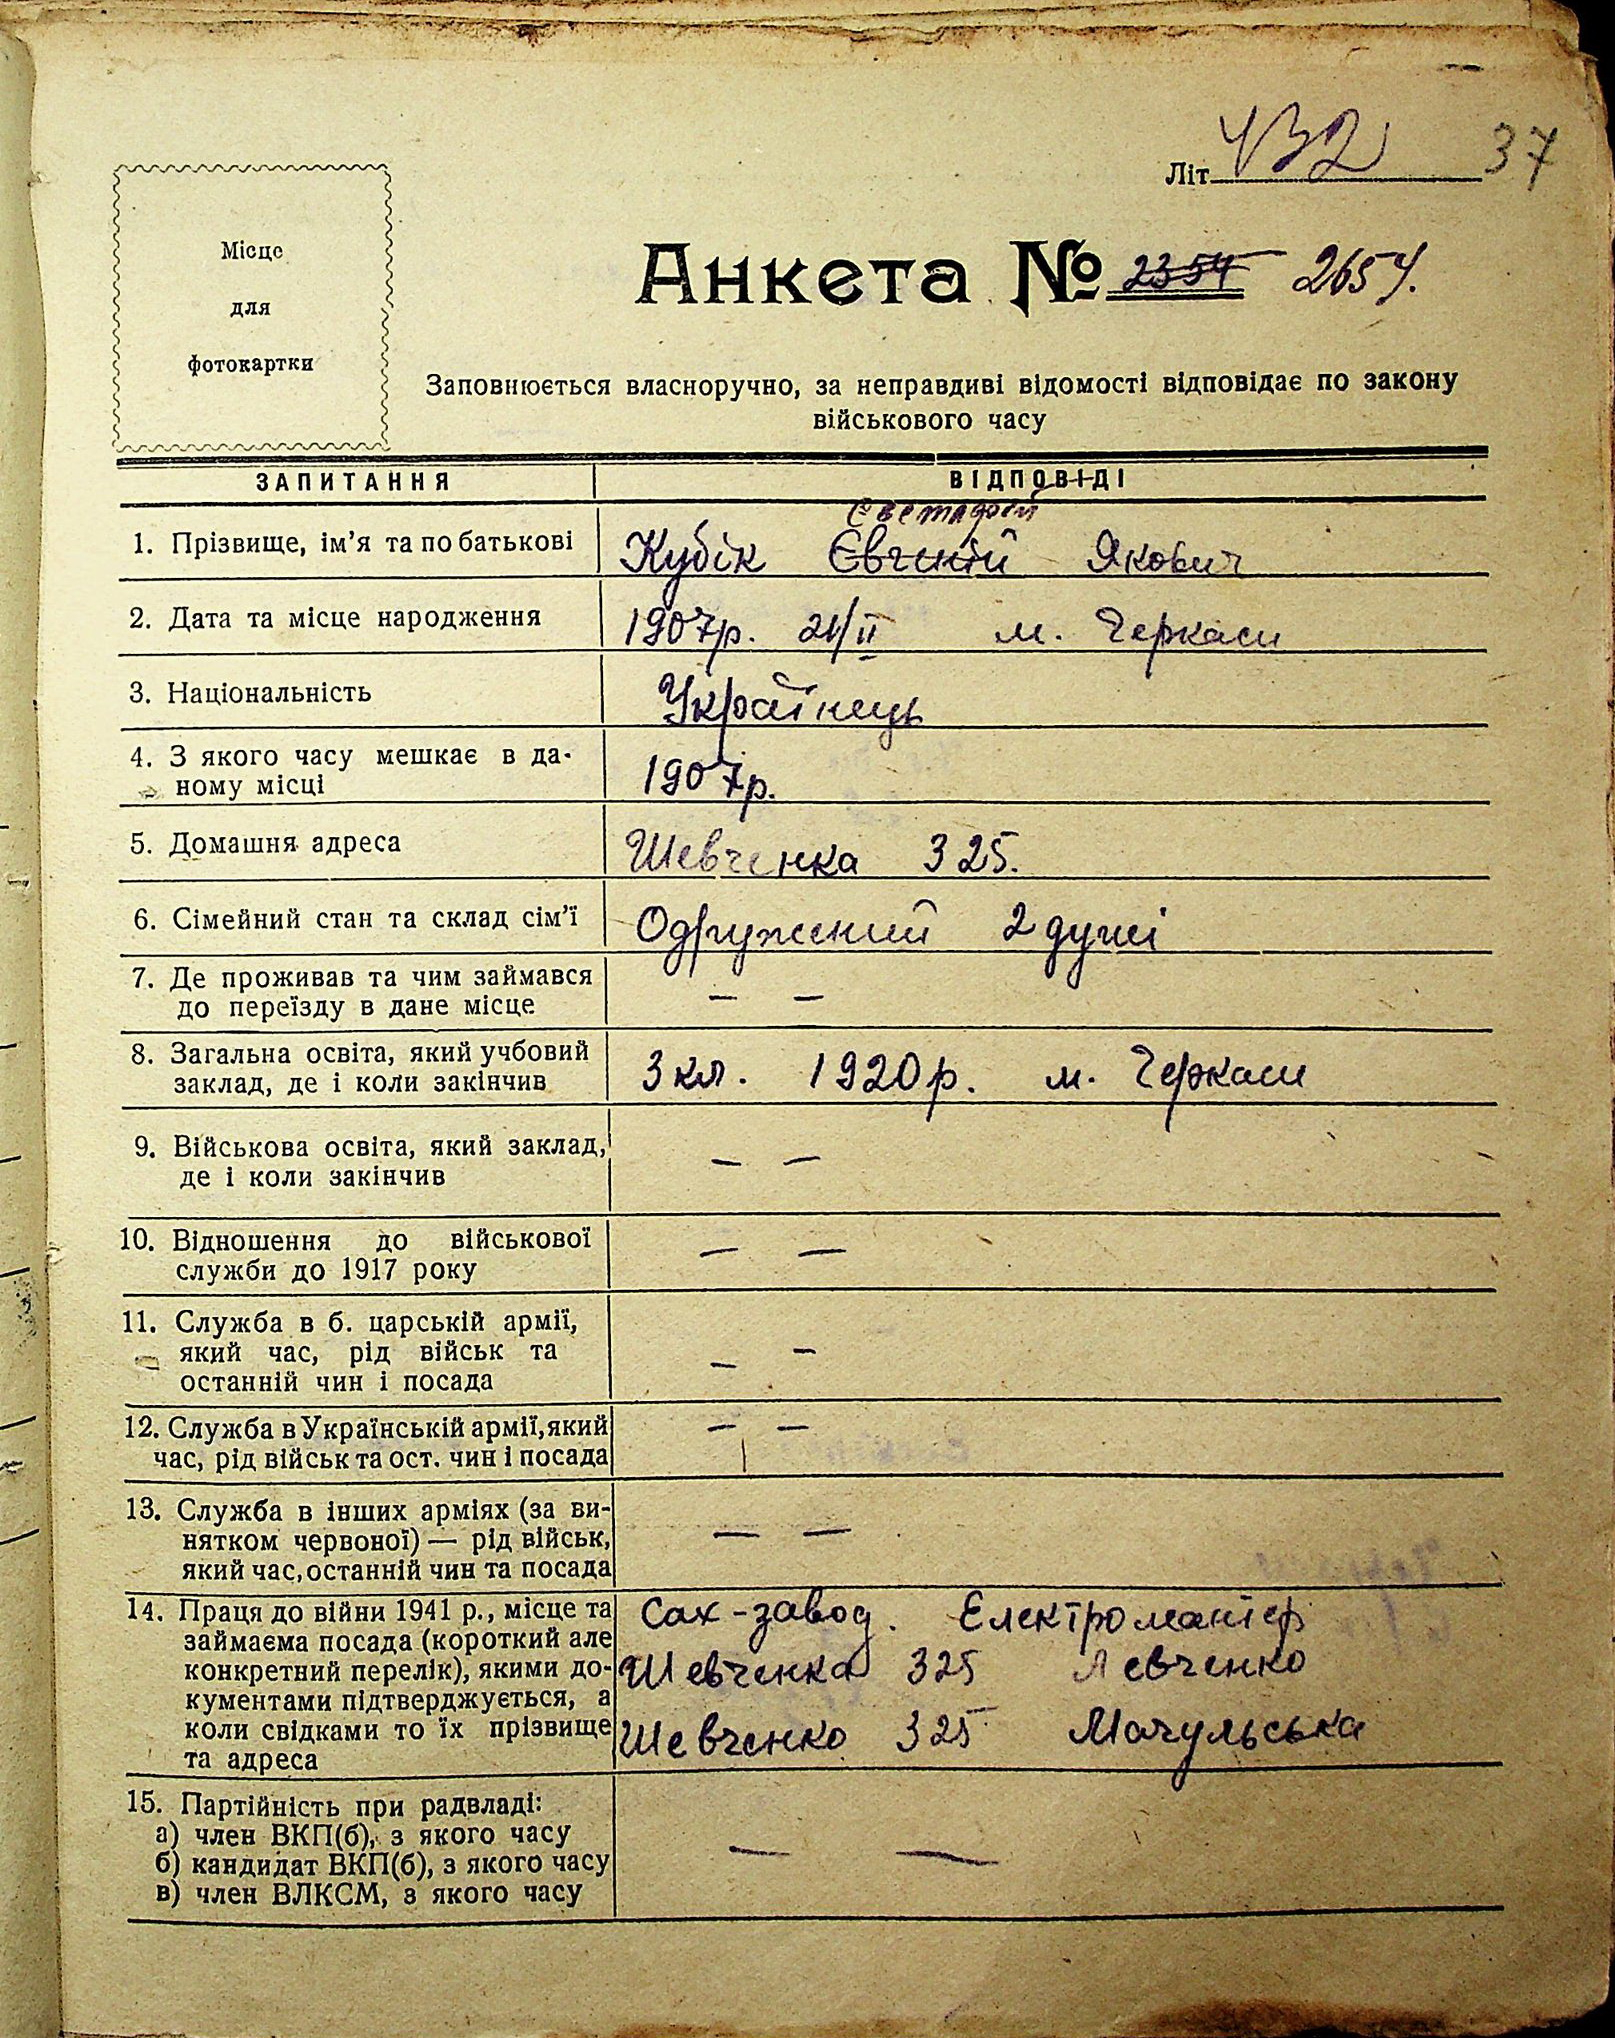 Літ 432 37
Місце
для
фотокартки
Анкета № 2354 2654.
Заповнюється власноручно, за неправдиві відомості відповідає по закону
військового часу
ЗАПИТАННЯ ВІДПОВІДІ
Євстафій
1. Прізвище, ім'я та по батькові Кубік Євгеній Якович
2. Дата та місце народження 1907р. 21/II м. Черкаси
3. Національність Українець
4. З якого часу мешкає в да-
ному місці 1907р.
5. Домашня адреса Шевченка 325.
6. Сімейний стан та склад сім'ї Одружений 2 душі
7. Де проживав та чим займався
до переїзду в дане місце — —
8. Загальна освіта, який учбовий
заклад, де і коли закінчив 3 кл. 1920р. м. Черкаси
9. Військова освіта, який заклад,
де і коли закінчив — —
10. Відношення до військової
служби до 1917 року — —
11. Служба в б. царській армії,
який час, рід військ та
останній чин і посада — —
12. Служба в Українській армії, який — —
час, рід військ та ост. чин і посада
13. Служба в інших арміях (за ви-
нятком червоної) — рід військ, — —
який час, останній чин та посада
14. Праця до війни 1941 р., місце та Сах-завод. Електромантер
займаєма посада (короткий але
конкретний перелік), якими до- Шевченка 325 Левченко
кументами підтверджується, а
коли свідками то їх прізвище Шевченко 325 Мачульська
та адреса
15. Партійність при радвладі:
а) член ВКП(б), з якого часу
б) кандидат ВКП(б), з якого часу — —
в) член ВЛКСМ, з якого часу